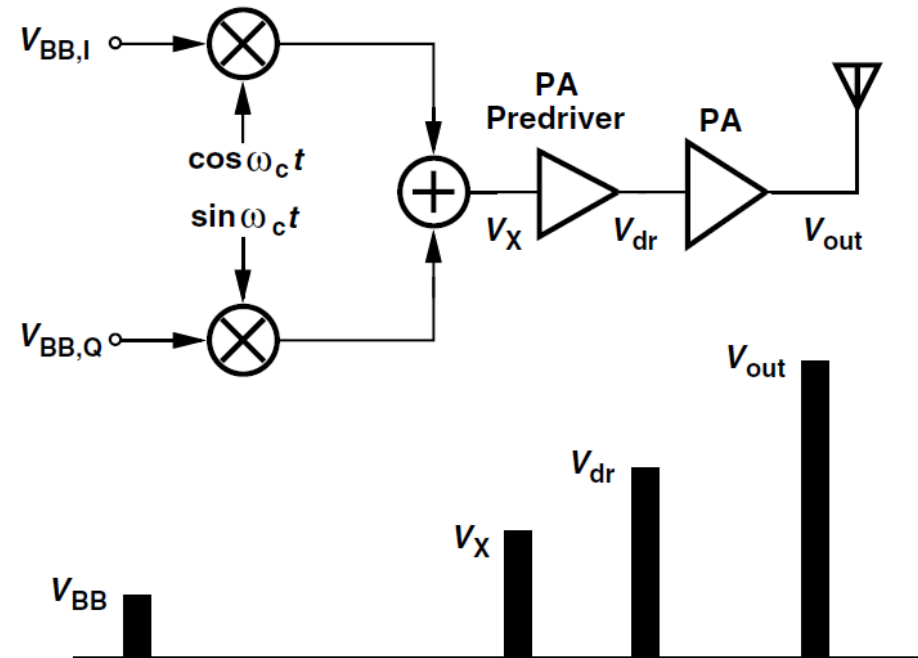 V_BB,I
cos ω_c t
sin ω_c t
V_BB,Q
PA
Predriver
PA
V_X
V_dr
V_out
V_BB
V_X
V_dr
V_out